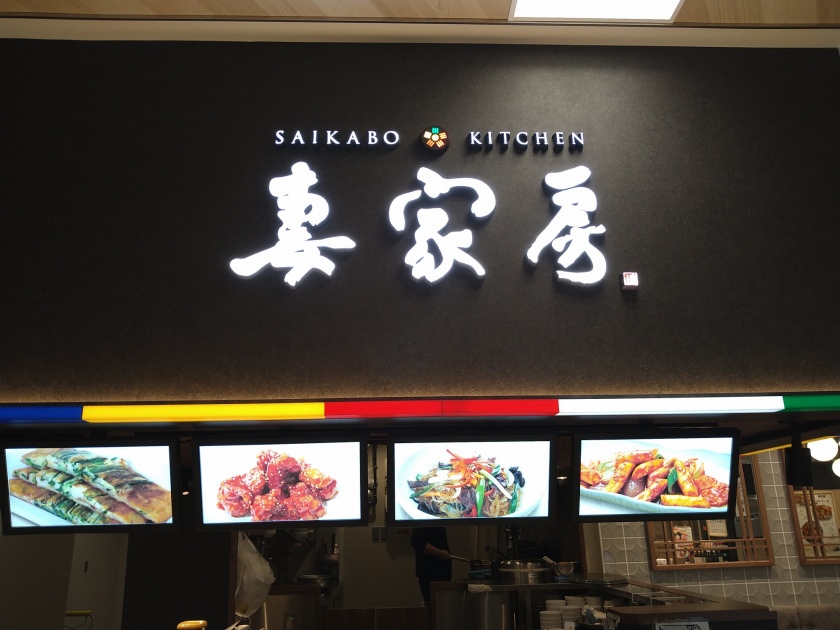 SAIKABO KITCHEN
妻家房